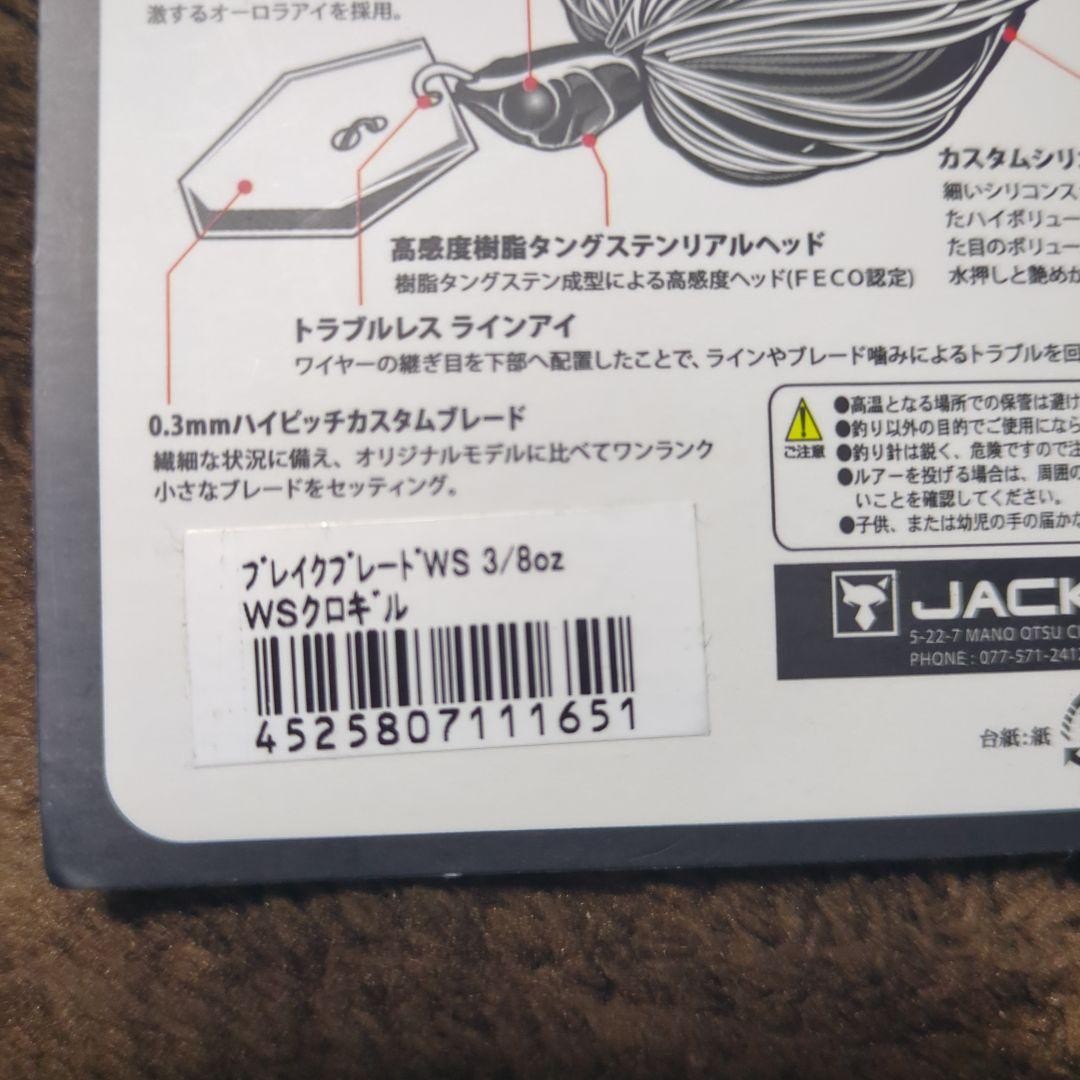 激するオーロラアイを採用。
カスタムシリ
細いシリコンス
たハイボリュー
た目のボリュー
水押しと艶めか
高感度樹脂タングステンリアルヘッド
樹脂タングステン成型による高感度ヘッド(FECO認定)
トラブルレス ラインアイ
ワイヤーの継ぎ目を下部へ配置したことで、ラインやブレード噛みによるトラブルを回
0.3mmハイピッチカスタムブレード
繊細な状況に備え、オリジナルモデルに比べてワンランク
小さなブレードをセッティング。
ご注意
●高温となる場所での保管は避け
●釣り以外の目的でご使用になら
●釣り針は鋭く、危険ですので注
●ルアーを投げる場合は、周囲の
いことを確認してください。
●子供、または幼児の手の届かな
ブレイクブレードWS 3/8oz
WSクロギル
4525807111651
JACK
5-22-7 MANO OTSU C
PHONE : 077-571-241
台紙:紙